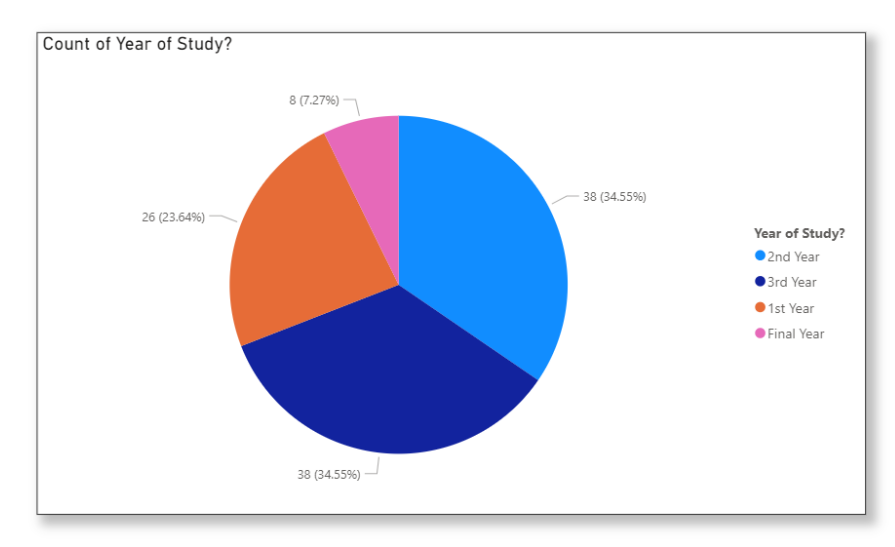 Count of Year of Study?
8 (7.27%)
38 (34.55%)
26 (23.64%)
Year of Study?
2nd Year
3rd Year
1st Year
Final Year
38 (34.55%)